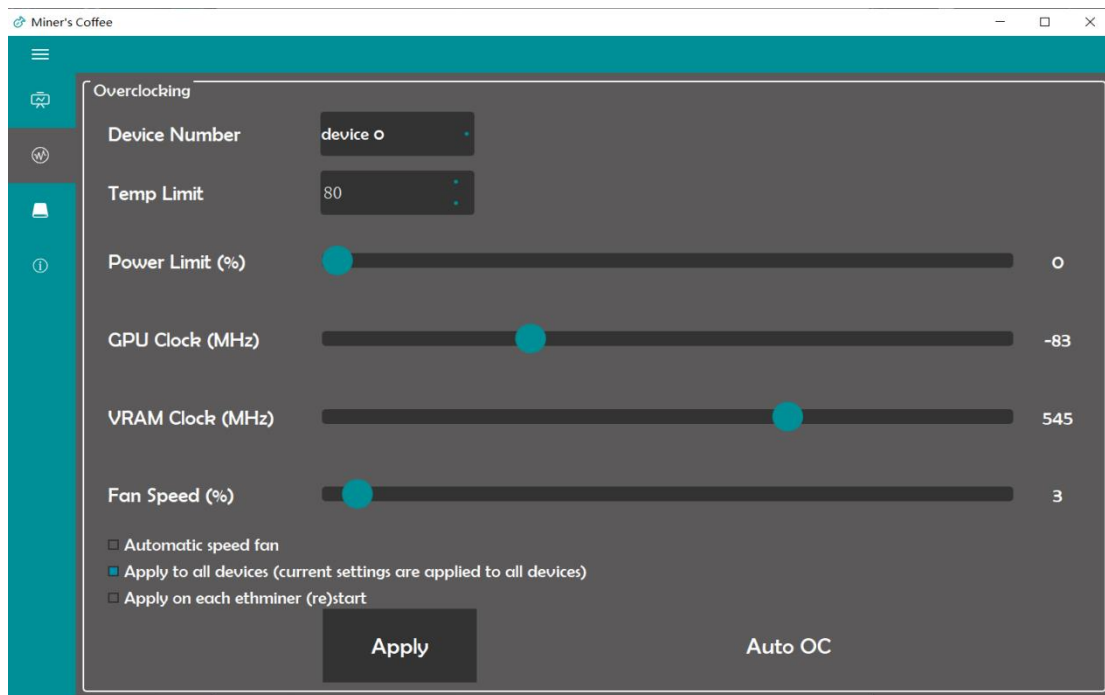 Miner's Coffee
Overclocking
Device Number device 0
Temp Limit 80
Power Limit (%) 0
GPU Clock (MHz) -83
VRAM Clock (MHz) 545
Fan Speed (%) 3
Automatic speed fan
Apply to all devices (current settings are applied to all devices)
Apply on each ethminer (re)start
Apply Auto OC